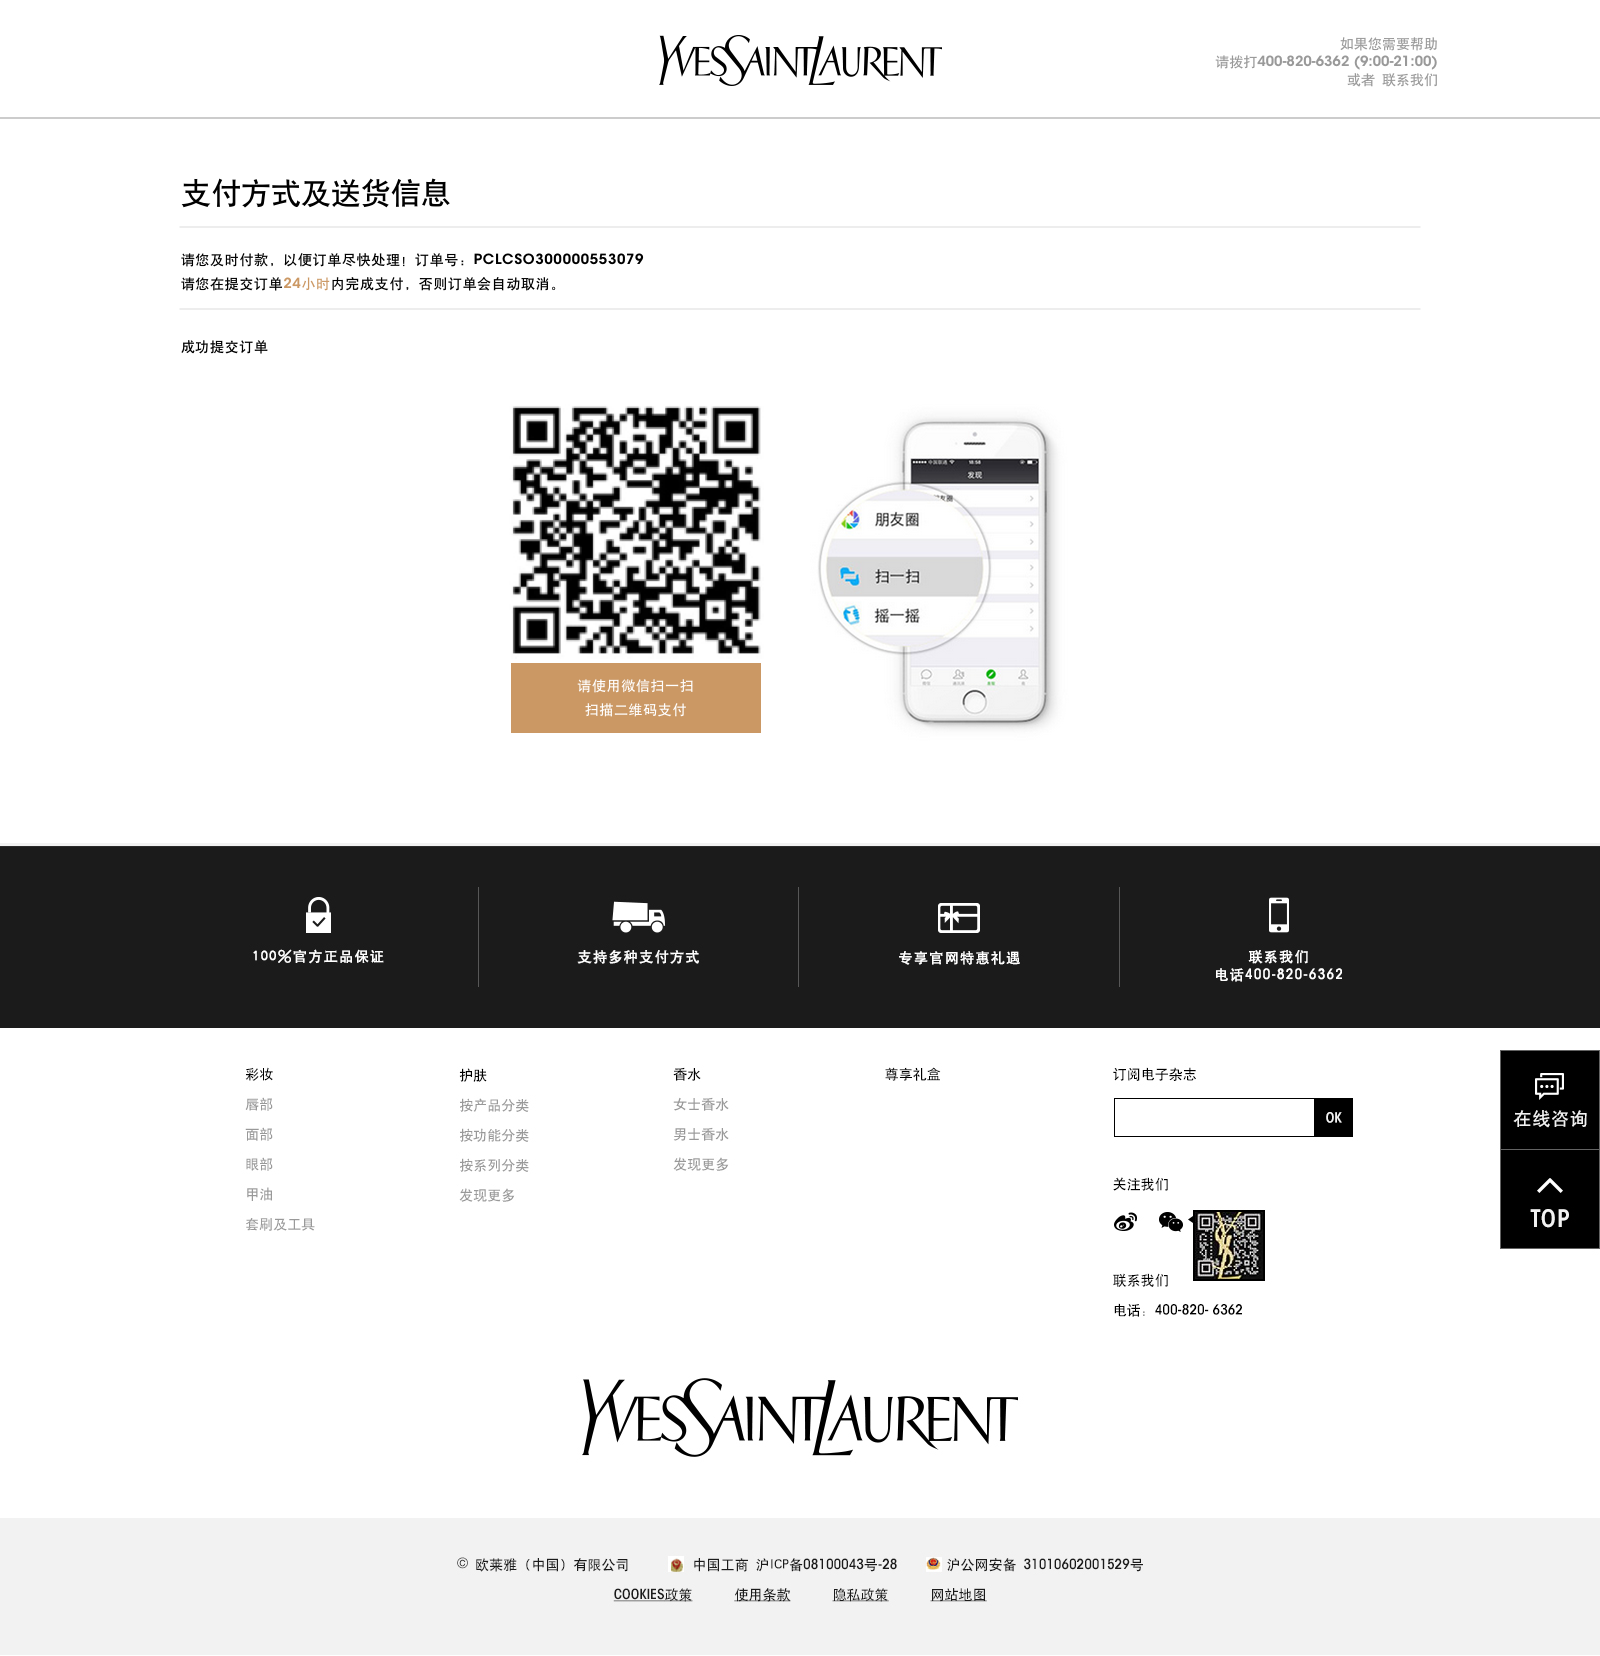 YVESSAINTLAURENT
如果您需要帮助
请拨打400-820-6362 (9:00-21:00)
或者 联系我们
支付方式及送货信息
请您及时付款，以便订单尽快处理！订单号：PCLCSO300000553079
请您在提交订单24小时内完成支付，否则订单会自动取消。
成功提交订单
发现
朋友圈
扫一扫
摇一摇
请使用微信扫一扫
扫描二维码支付
100%官方正品保证
支持多种支付方式
专享官网特惠礼遇
联系我们
电话400-820-6362
彩妆
唇部
面部
眼部
甲油
套刷及工具
护肤
按产品分类
按功能分类
按系列分类
发现更多
香水
女士香水
男士香水
发现更多
尊享礼盒
订阅电子杂志
OK
关注我们
联系我们
电话：400-820- 6362
在线咨询
TOP
YVESSAINTLAURENT
© 欧莱雅（中国）有限公司 中国工商 沪ICP备08100043号-28 沪公网安备 31010602001529号
COOKIES政策 使用条款 隐私政策 网站地图